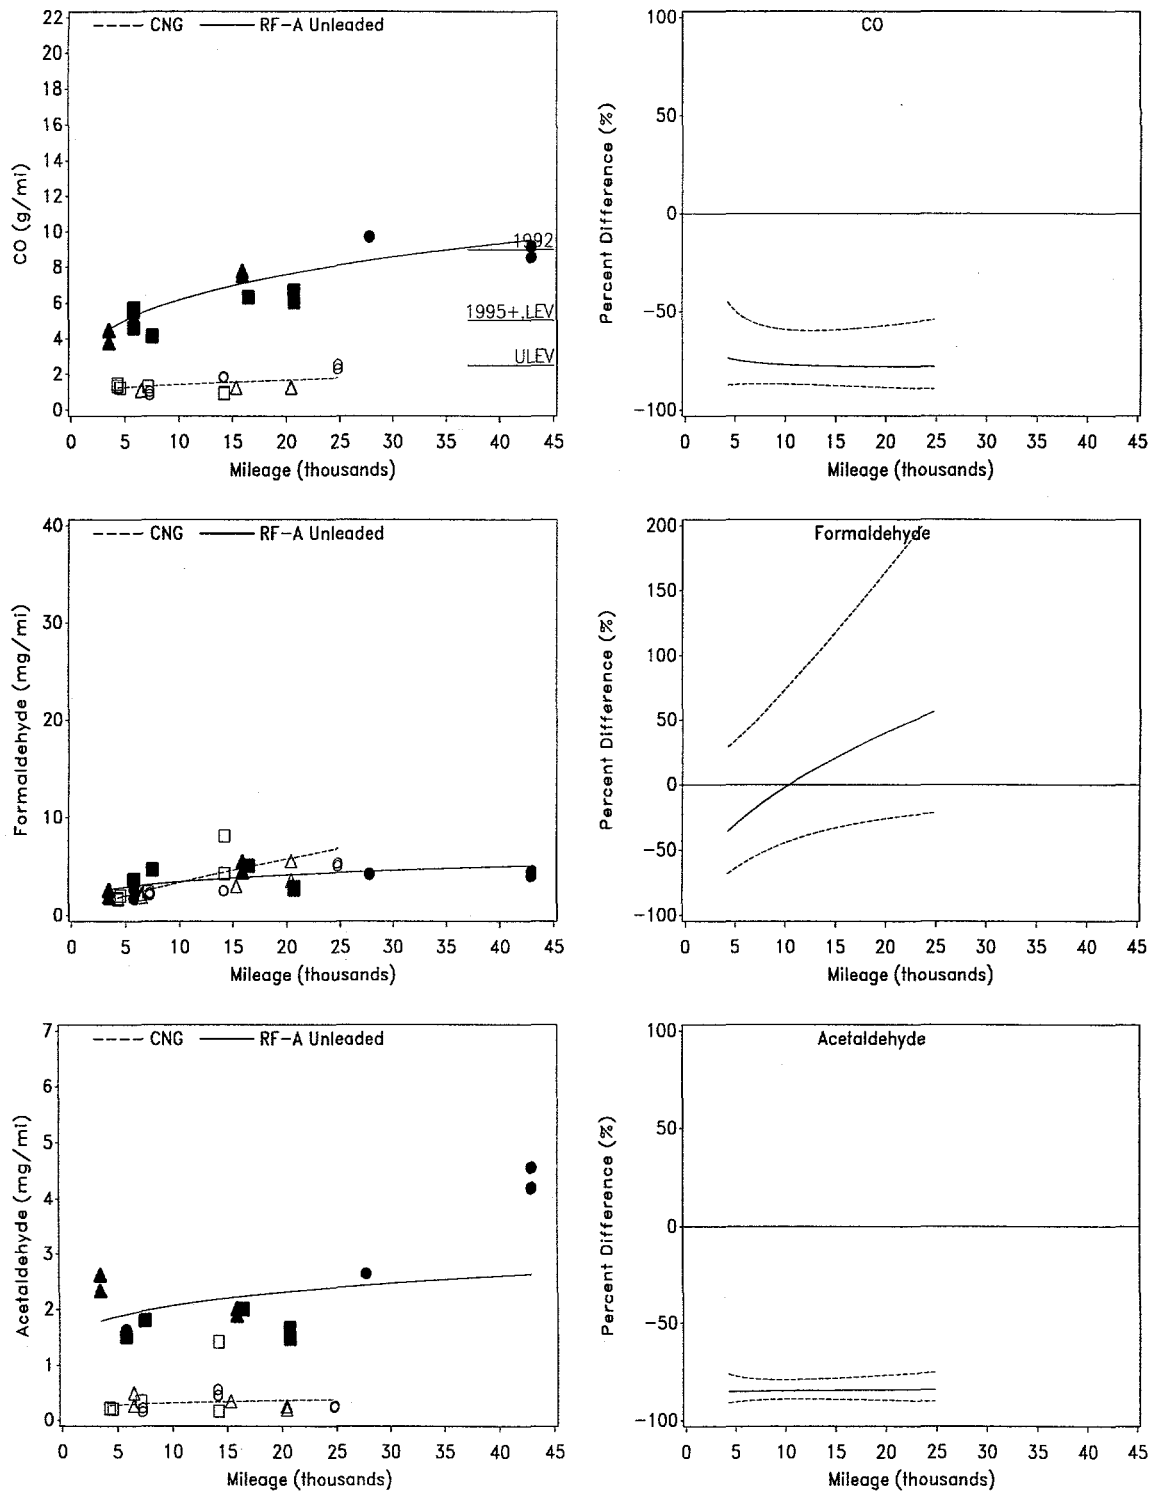 CNG RF-A Unleaded
22
20
18
16
14
12
10
8
6
4
2
0
CO (g/mi)
1992
1995+,LEV
ULEV
0 5 10 15 20 25 30 35 40 45
Mileage (thousands)
CO
100
50
0
-50
-100
Percent Difference (%)
0 5 10 15 20 25 30 35 40 45
Mileage (thousands)
CNG RF-A Unleaded
40
30
20
10
0
Formaldehyde (mg/mi)
0 5 10 15 20 25 30 35 40 45
Mileage (thousands)
Formaldehyde
200
150
100
50
0
-50
-100
Percent Difference (%)
0 5 10 15 20 25 30 35 40 45
Mileage (thousands)
CNG RF-A Unleaded
7
6
5
4
3
2
1
0
Acetaldehyde (mg/mi)
0 5 10 15 20 25 30 35 40 45
Mileage (thousands)
Acetaldehyde
100
50
0
-50
-100
Percent Difference (%)
0 5 10 15 20 25 30 35 40 45
Mileage (thousands)